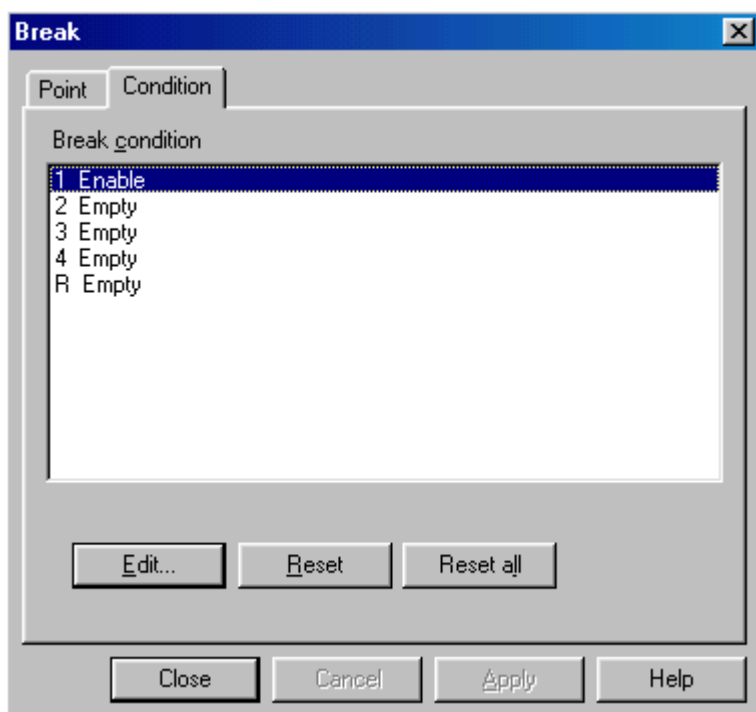 Break
Point Condition
Break condition
1 Enable
2 Empty
3 Empty
4 Empty
R Empty
Edit... Reset Reset all
Close Cancel Apply Help